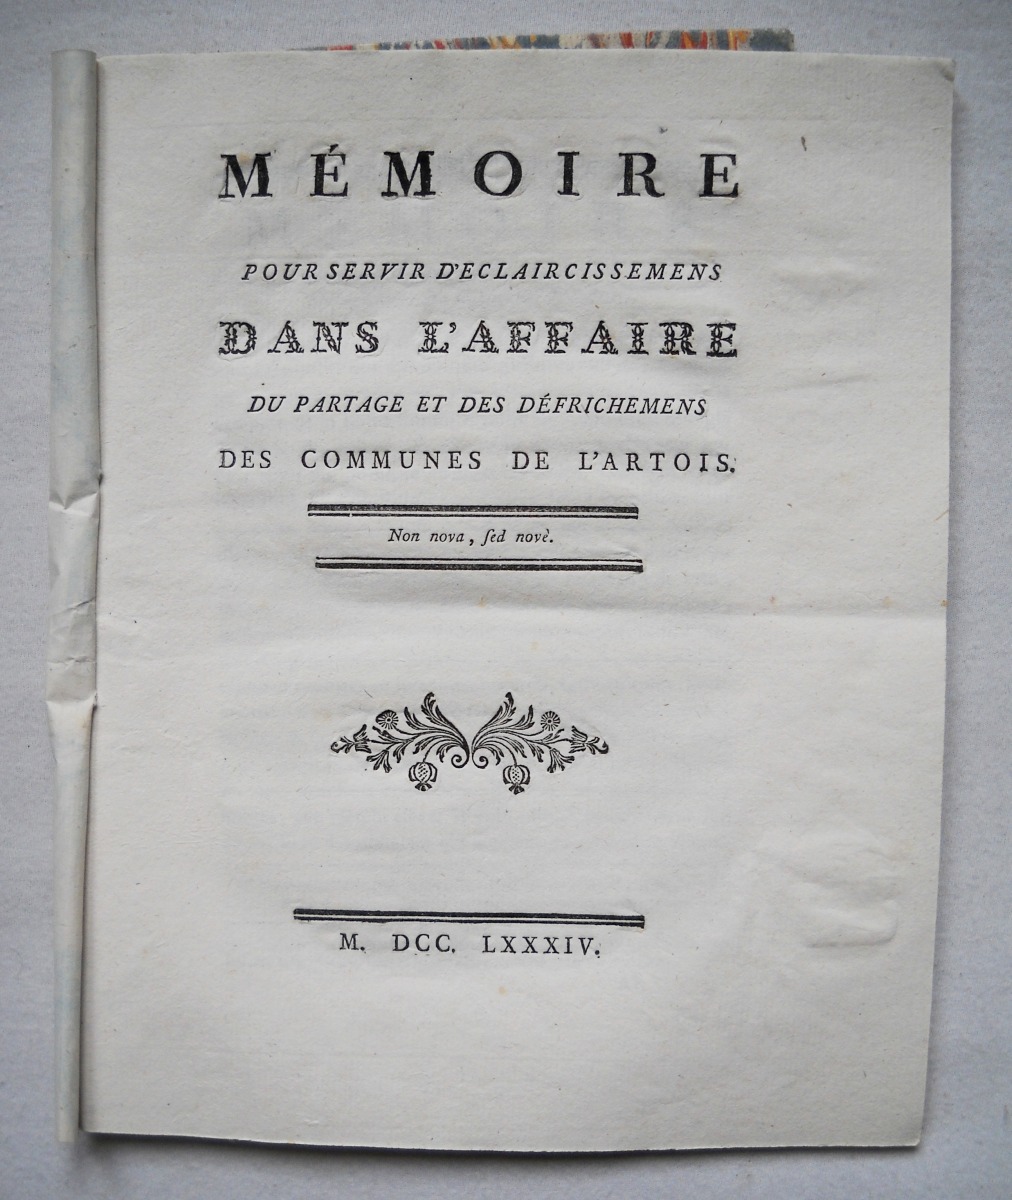 MÉMOIRE
POUR SERVIR D'ECLAIRCISSEMENS
DANS L'AFFAIRE
DU PARTAGE ET DES DÉFRICHEMENS
DES COMMUNES DE L'ARTOIS.
Non nova, ſed novè.
M. DCC. LXXXIV.